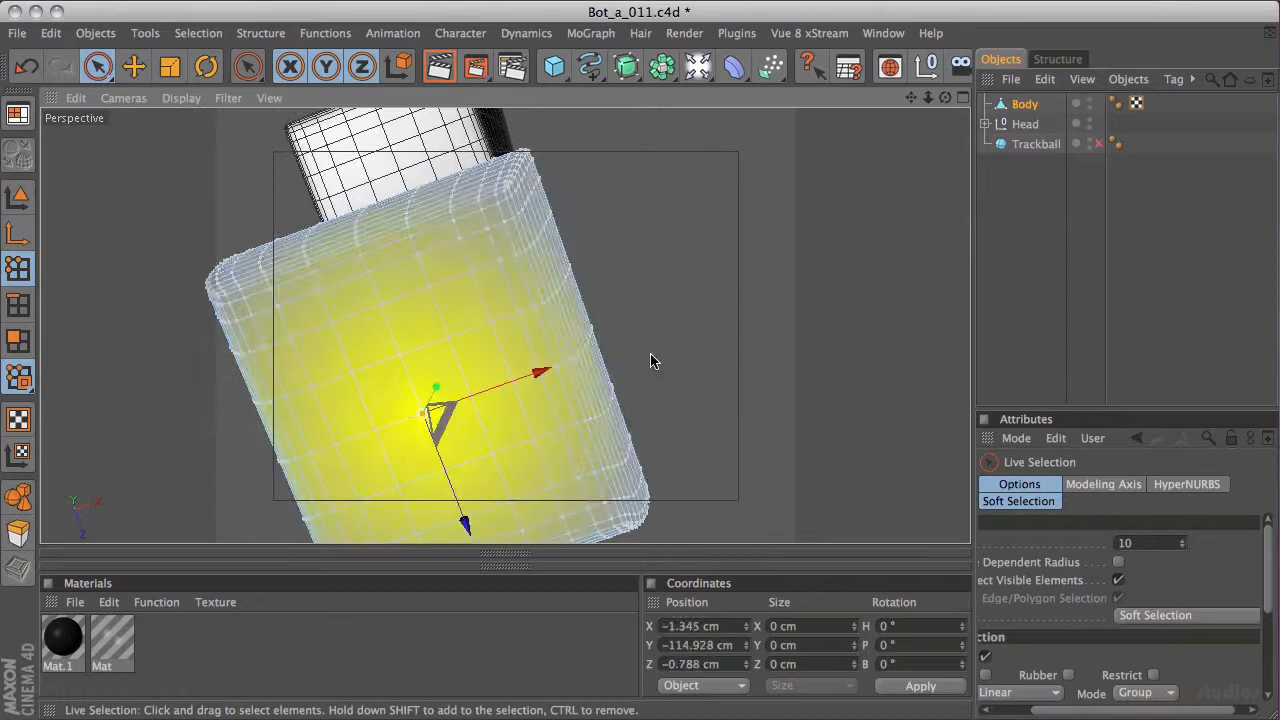 Bot_a_011.c4d *
File Edit Objects Tools Selection Structure Functions Animation Character Dynamics MoGraph Hair Render Plugins Vue & xStream Window Help
Objects Structure
Edit Cameras Display Filter View
File Edit View Objects Tag
Perspective
Body
Head
Trackball
Attributes
Mode Edit User
Live Selection
Options Modeling Axis HyperNURBS
Soft Selection
10
Dependent Radius
ect Visible Elements
Edge/Polygon Selection
Soft Selection
ction
Rubber Restrict
Linear Mode Group
Y X
Z
Materials
File Edit Function Texture
Mat.1 Mat
Coordinates
Position Size Rotation
X -1.345 cm X 0 cm H 0 °
Y -114.928 cm Y 0 cm P 0 °
Z -0.788 cm Z 0 cm B 0 °
Object Size Apply
MAXON CINEMA 4D
Live Selection: Click and drag to select elements. Hold down SHIFT to add to the selection, CTRL to remove.